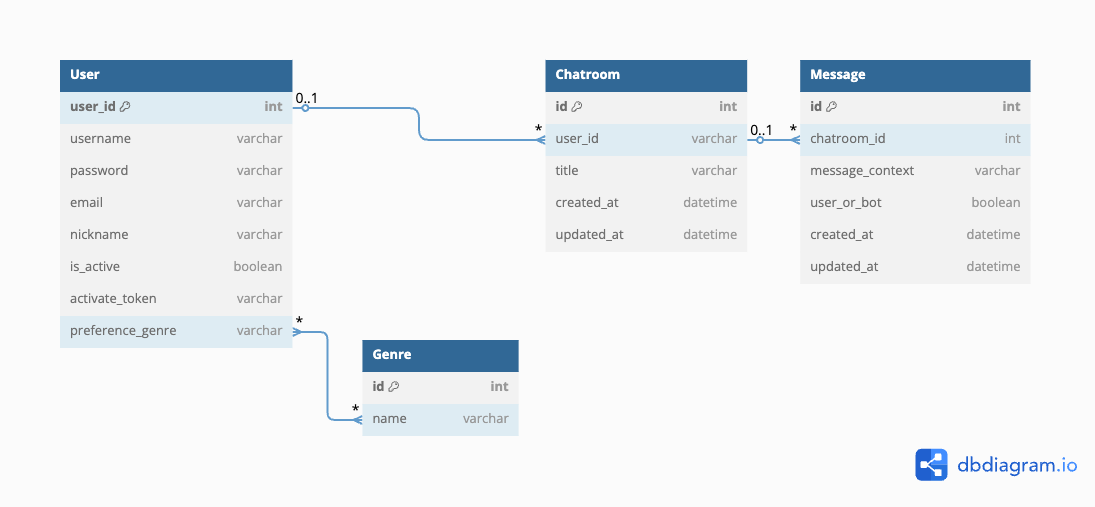 User
user_id int
username varchar
password varchar
email varchar
nickname varchar
is_active boolean
activate_token varchar
preference_genre varchar
0..1
*
Chatroom
id int
user_id varchar
title varchar
created_at datetime
updated_at datetime
0..1
*
Message
id int
chatroom_id int
message_context varchar
user_or_bot boolean
created_at datetime
updated_at datetime
*
*
Genre
id int
name varchar
dbdiagram.io